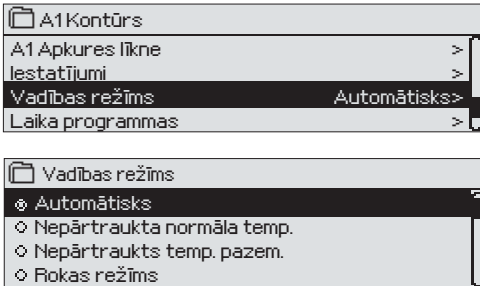 A1 Kontūrs
A1 Apkures līkne >
Iestatījumi >
Vadības režīms Automātisks>
Laika programmas >
Vadības režīms
Automātisks
Nepārtraukta normāla temp.
Nepārtraukts temp. pazem.
Rokas režīms